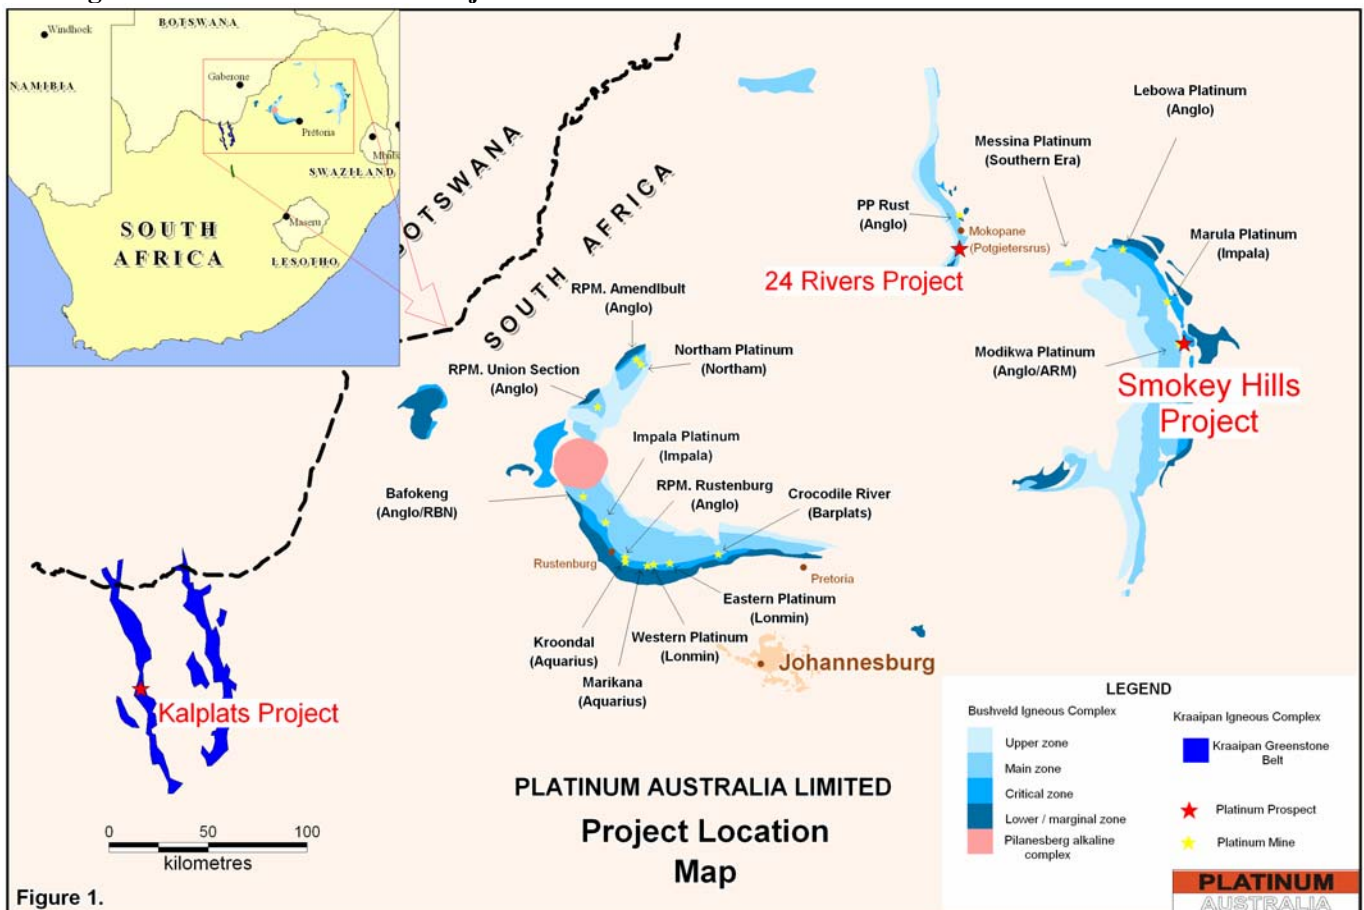 BOTSWANA
Windhoek
NAMIBIA
Gaberone
Pretoria
SWAZILAND
SOUTH
AFRICA
Maseru
LESOTHO
BOTSWANA
SOUTH AFRICA
Lebowa Platinum
(Anglo)
Messina Platinum
(Southern Era)
PP Rust
(Anglo)
Mokopane
(Potgietersrus)
Marula Platinum
(Impala)
24 Rivers Project
RPM. Amendlbult
(Anglo)
Northam Platinum
(Northam)
RPM. Union Section
(Anglo)
Modikwa Platinum
(Anglo/ARM)
Smokey Hills
Project
Impala Platinum
(Impala)
Bafokeng
(Anglo/RBN)
RPM. Rustenburg
(Anglo)
Crocodile River
(Barplats)
Rustenburg
Pretoria
Eastern Platinum
(Lonmin)
Kroondal
(Aquarius)
Western Platinum
(Lonmin)
Marikana
(Aquarius)
Johannesburg
Kalplats Project
LEGEND
Bushveld Igneous Complex
Upper zone
Main zone
Critical zone
Lower / marginal zone
Pilanesberg alkaline
complex
Kraaipan Igneous Complex
Kraaipan Greenstone
Belt
Platinum Prospect
Platinum Mine
PLATINUM AUSTRALIA LIMITED
Project Location
Map
0 50 100
kilometres
Figure 1.
PLATINUM
AUSTRALIA